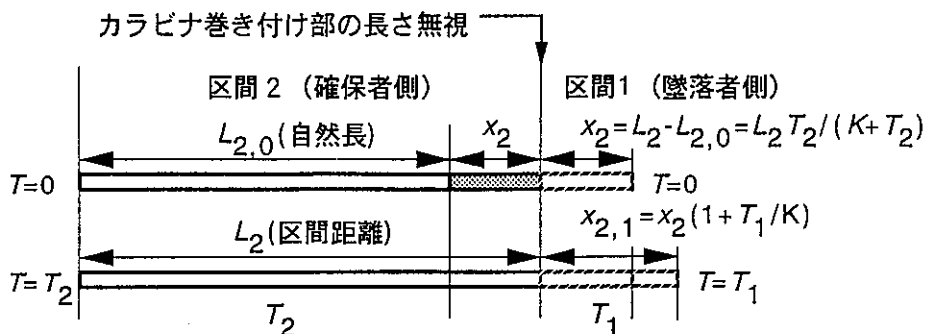 カラビナ巻き付け部の長さ無視
区間2（確保者側） 区間1（墜落者側）
L2,0(自然長) x2 x2=L2-L2,0=L2T2/(K+T2)
T=0 T=0
L2(区間距離) x2,1=x2(1+T1/K)
T=T2 T=T1
T2 T1